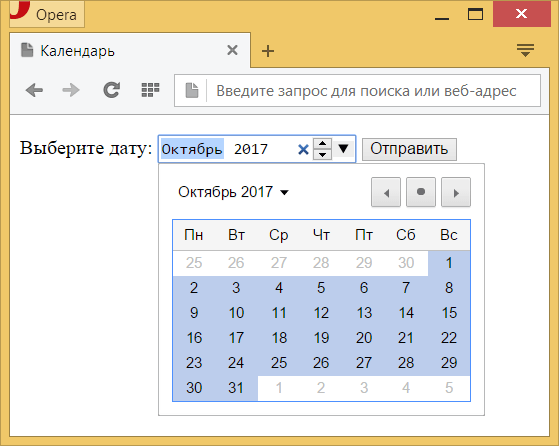 Opera
Календарь
Введите запрос для поиска или веб-адрес
Выберите дату: Октябрь 2017 Отправить
Октябрь 2017
Пн Вт Ср Чт Пт Сб Вс
25 26 27 28 29 30 1
2 3 4 5 6 7 8
9 10 11 12 13 14 15
16 17 18 19 20 21 22
23 24 25 26 27 28 29
30 31 1 2 3 4 5